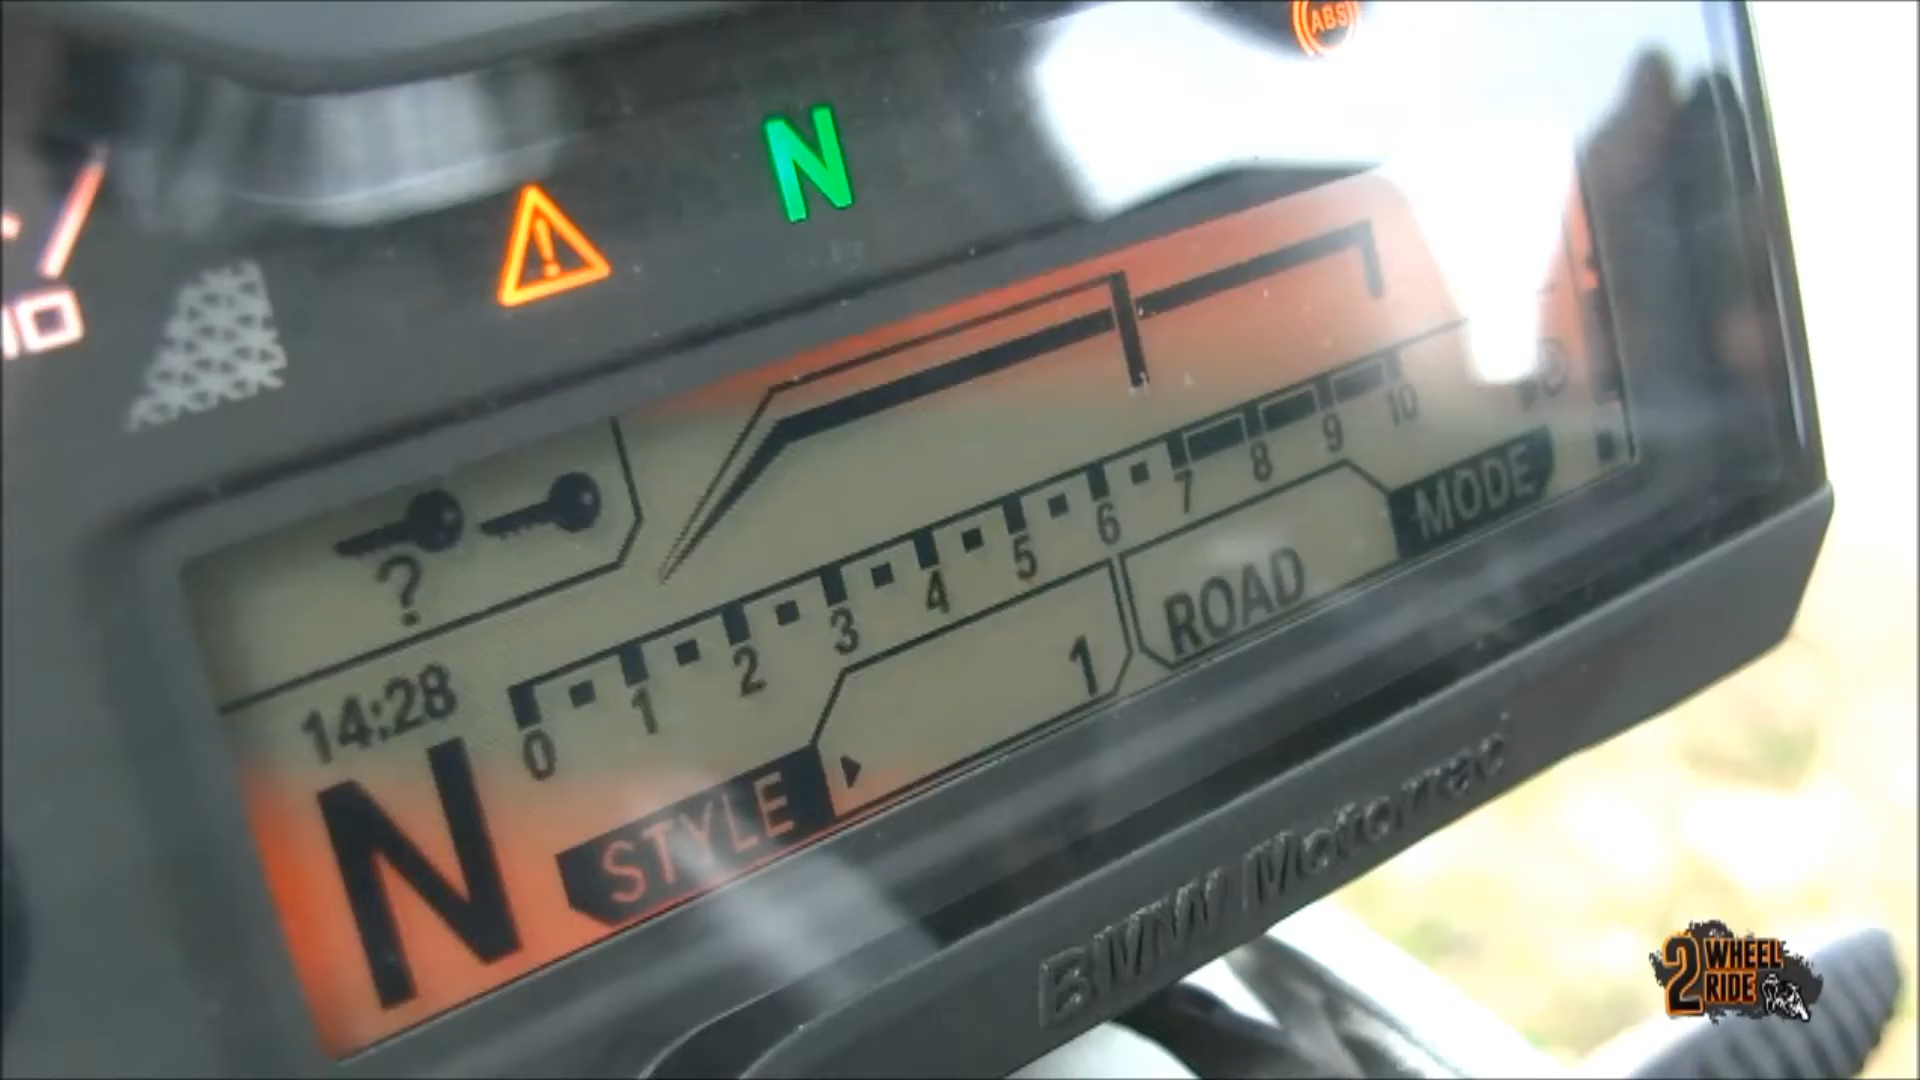 ABS
N
?
14:28
0 1 2 3 4 5 6 7 8 9 10
N
STYLE
1
ROAD
MODE
BMW Motorrad
2 WHEEL
RIDE